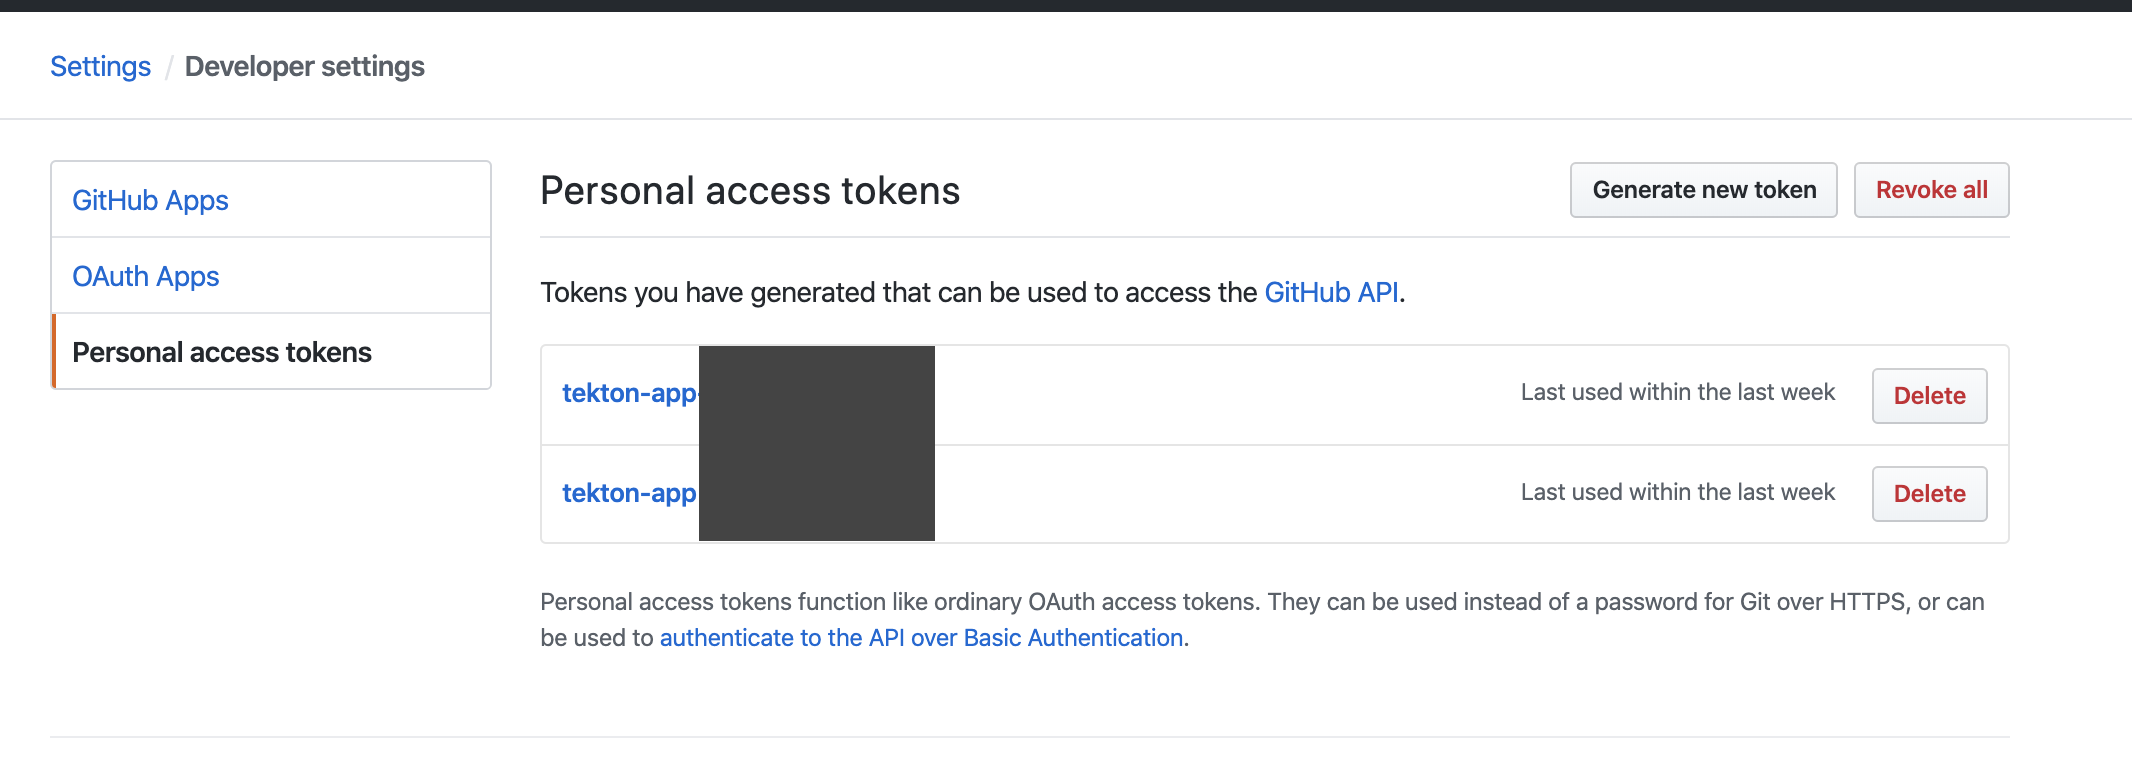 Settings / Developer settings
GitHub Apps
OAuth Apps
Personal access tokens
Personal access tokens
Generate new token
Revoke all
Tokens you have generated that can be used to access the GitHub API.
tekton-app-
Last used within the last week
Delete
tekton-app
Last used within the last week
Delete
Personal access tokens function like ordinary OAuth access tokens. They can be used instead of a password for Git over HTTPS, or can
be used to authenticate to the API over Basic Authentication.